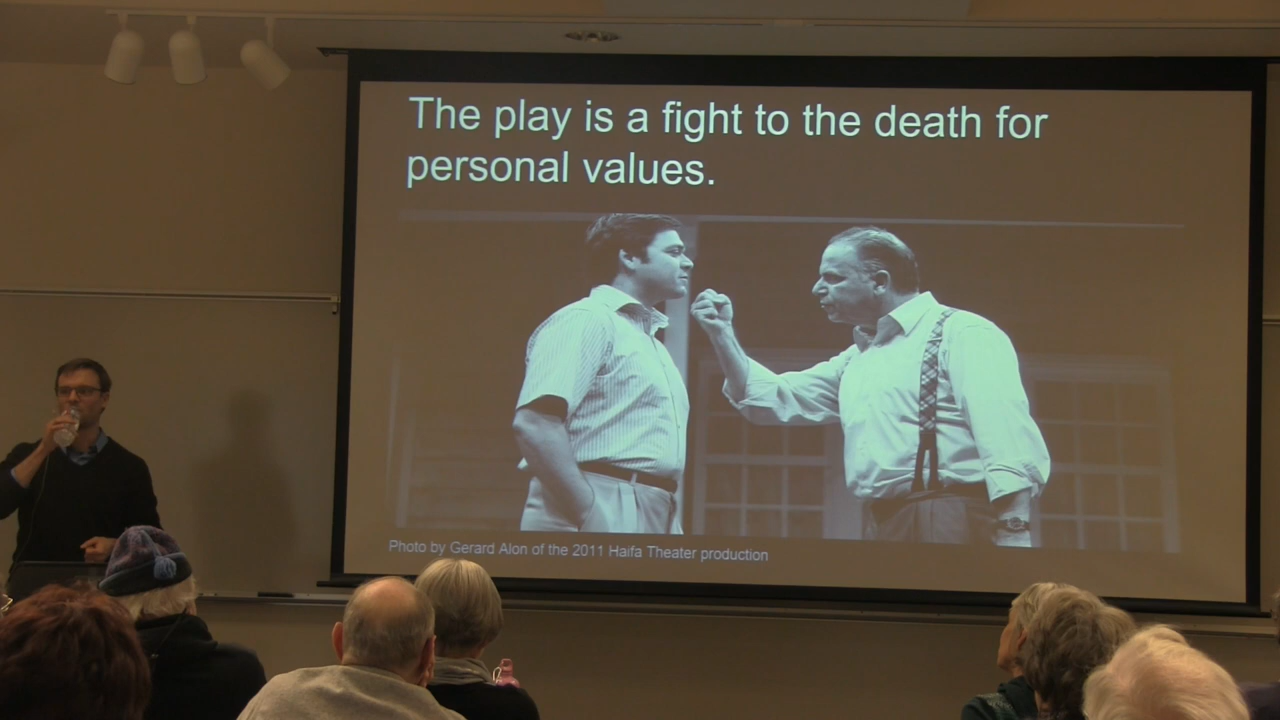 The play is a fight to the death for
personal values.
Photo by Gerard Alon of the 2011 Haifa Theater production